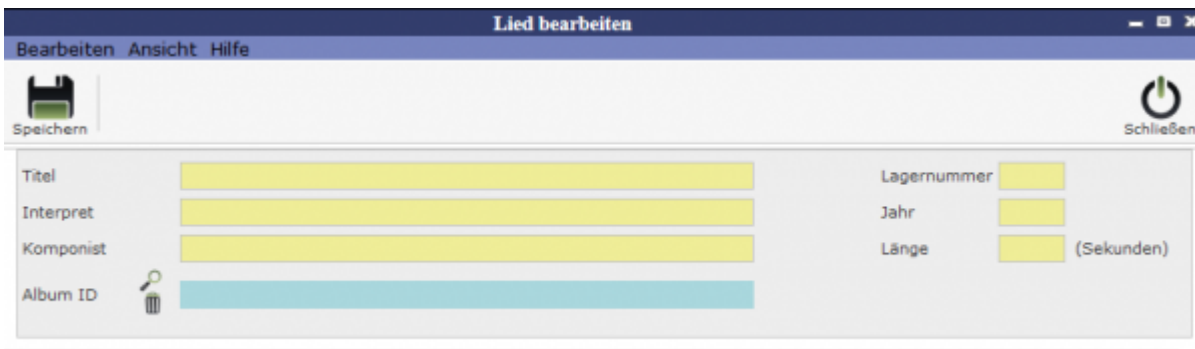 Lied bearbeiten
Bearbeiten Ansicht Hilfe
Speichern
Schließen
Titel
Lagernummer
Interpret
Jahr
Komponist
Länge
(Sekunden)
Album ID